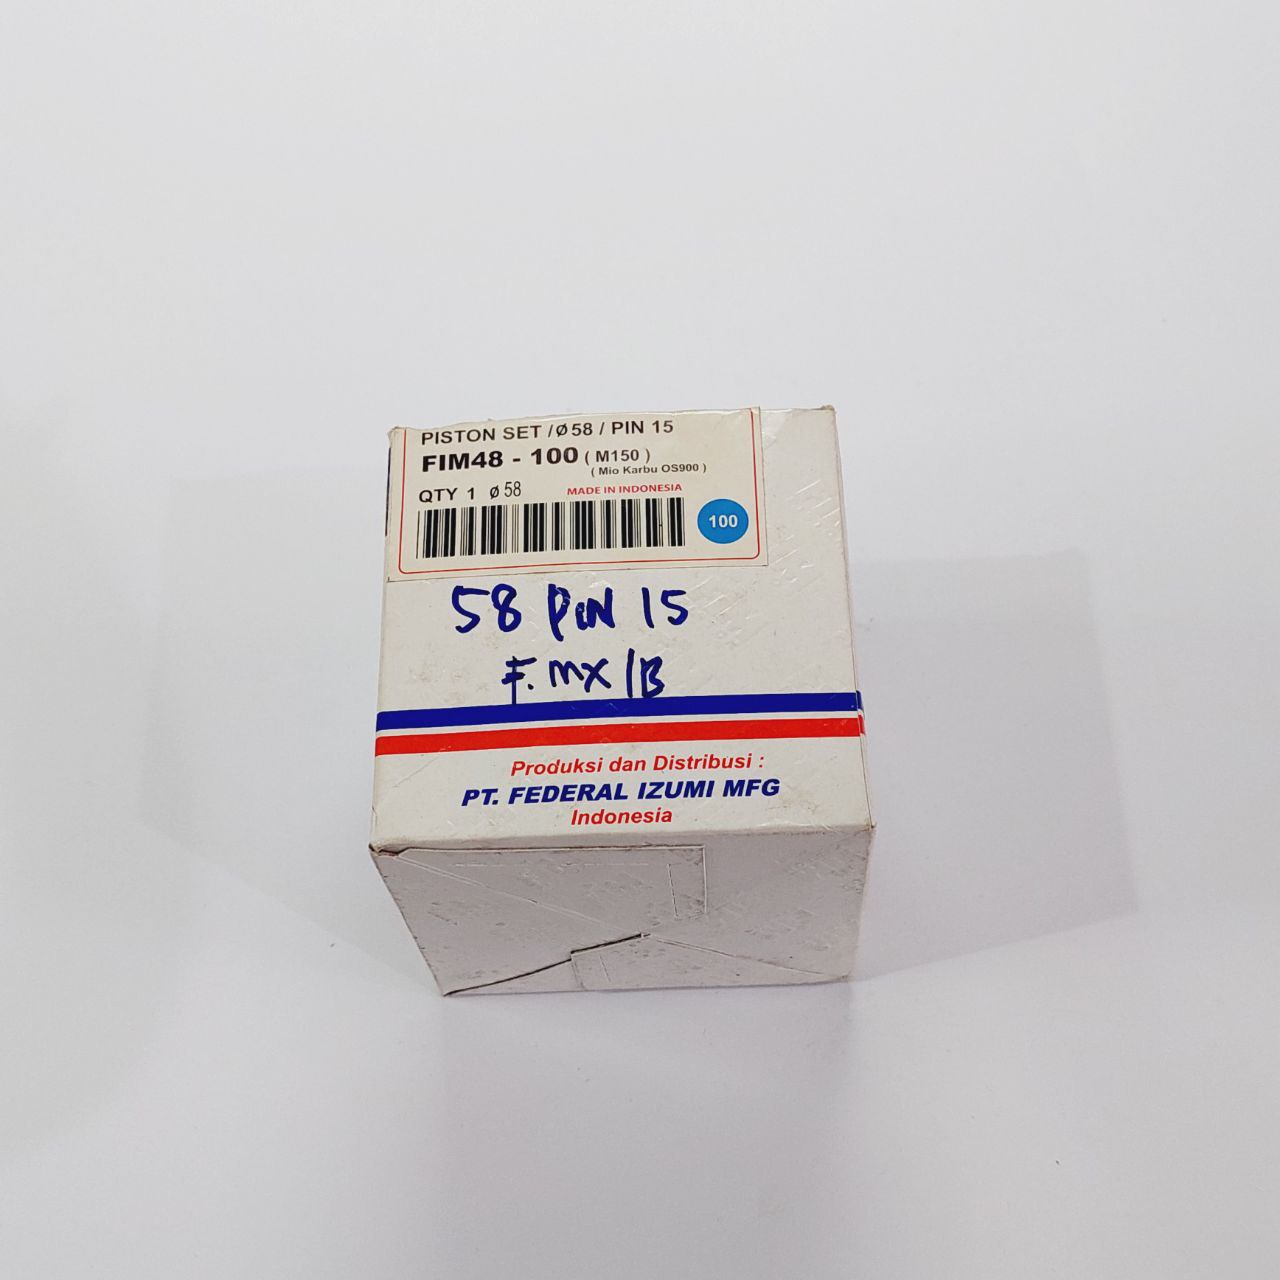 PISTON SET /Ø58 / PIN 15
FIM48 - 100 ( M150 )
( Mio Karbu OS900 )
QTY 1 Ø58 MADE IN INDONESIA
100
58 PIN 15
F. MX /B
Produksi dan Distribusi :
PT. FEDERAL IZUMI MFG
Indonesia